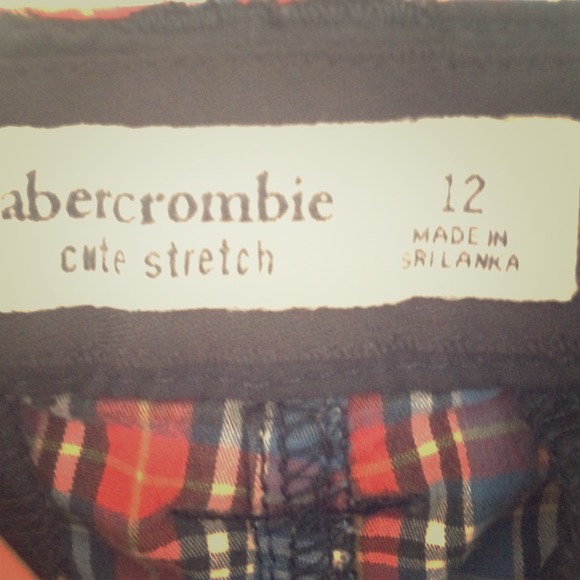 abercrombie
cute stretch
12
MADE IN
SRI LANKA